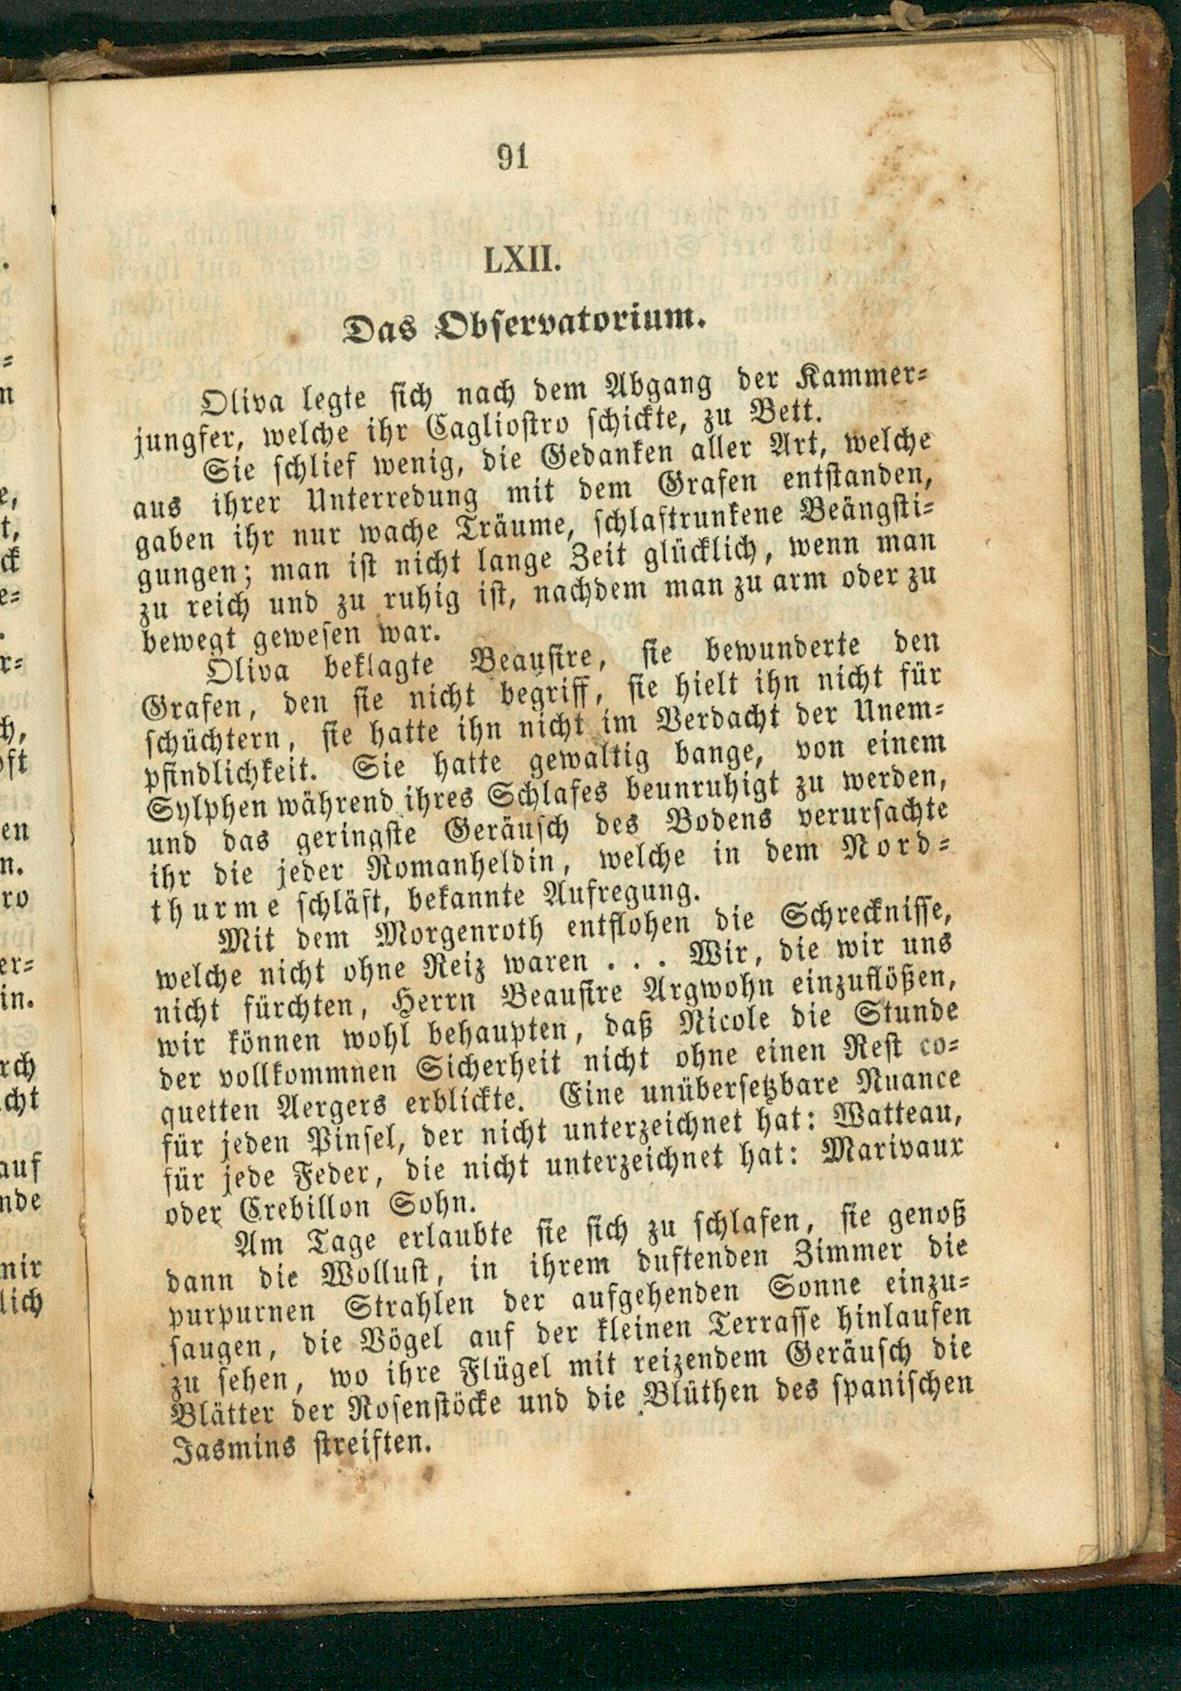 91
LXII.
Das Observatorium.
Oliva legte sich nach dem Abgang der Kammer-
jungfer, welche ihr Cagliostro schickte, zu Bett.
Sie schlief wenig, die Gedanken aller Art, welche
aus ihrer Unterredung mit dem Grafen entstanden,
gaben ihr nur wache Träume, schlaftrunkene Beängsti-
gungen; man ist nicht lange Zeit glücklich, wenn man
zu reich und zu ruhig ist, nachdem man zu arm oder zu
bewegt gewesen war.
Oliva beklagte Beausire, sie bewunderte den
Grafen, den sie nicht begriff, sie hielt ihn nicht für
schüchtern, sie hatte ihn nicht im Verdacht der Unem-
pfindlichkeit. Sie hatte gewaltig bange, von einem
Sylphen während ihres Schlafes beunruhigt zu werden,
und das geringste Geräusch des Bodens verursachte
ihr die jeder Romanheldin, welche in dem Nord-
thurme schläft, bekannte Aufregung.
Mit dem Morgenroth entflohen die Schrecknisse,
welche nicht ohne Reiz waren . . . Wir, die wir uns
nicht fürchten, Herrn Beausire Argwohn einzuflößen,
wir können wohl behaupten, daß Nicole die Stunde
der vollkommnen Sicherheit nicht ohne einen Rest co-
quetten Aergers erblickte. Eine unübersetzbare Nuance
für jeden Pinsel, der nicht unterzeichnet hat: Watteau,
für jede Feder, die nicht unterzeichnet hat: Marivaux
oder Crebillon Sohn.
Am Tage erlaubte sie sich zu schlafen, sie genoß
dann die Wollust, in ihrem duftenden Zimmer die
purpurnen Strahlen der aufgehenden Sonne einzu-
saugen, die Vögel auf der kleinen Terrasse hinlaufen
zu sehen, wo ihre Flügel mit reizendem Geräusch die
Blätter der Rosenstöcke und die Blüthen des spanischen
Jasmins streiften.